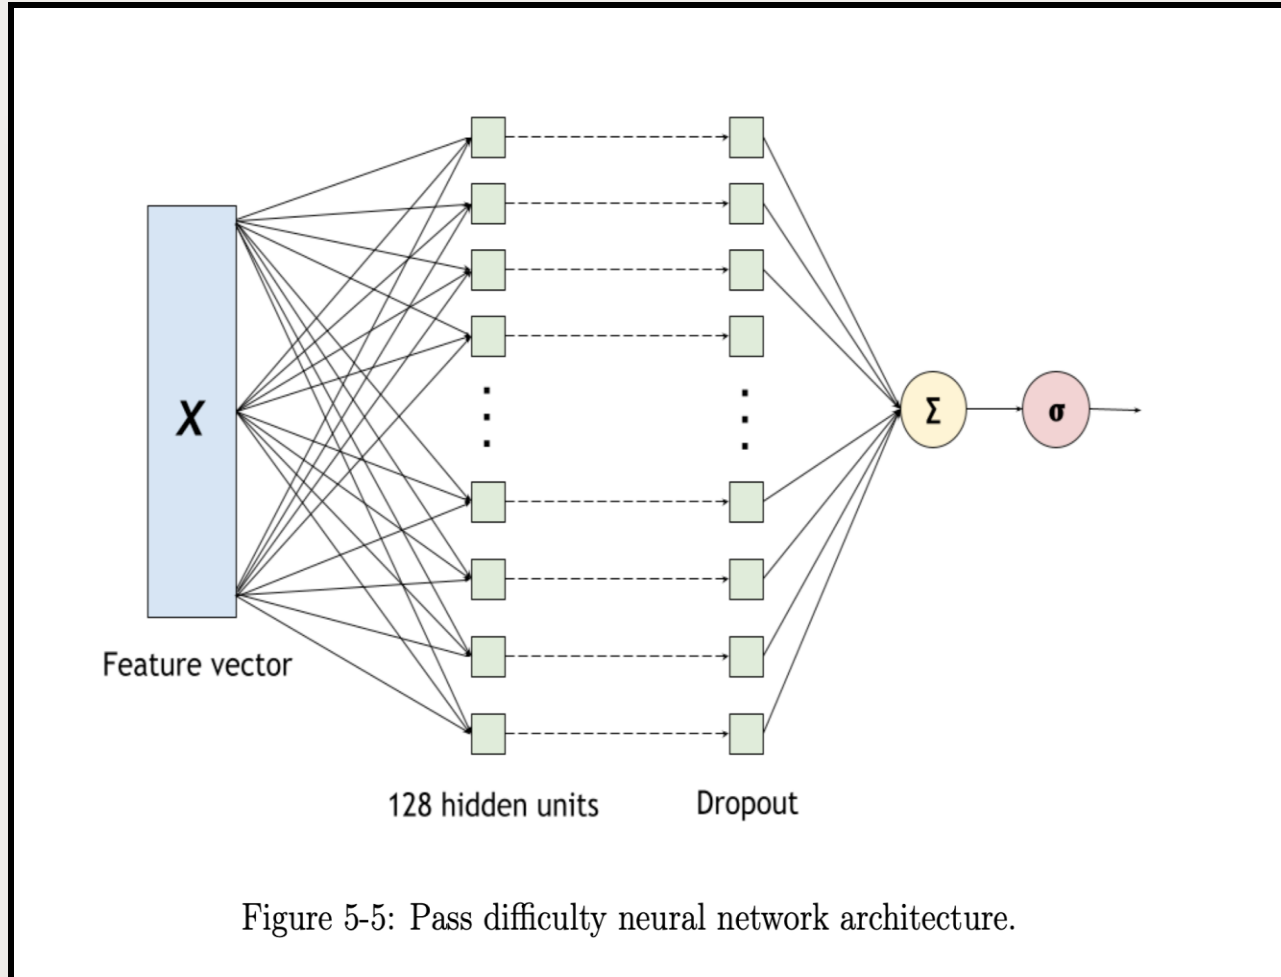 X
Σ
σ
Feature vector
128 hidden units
Dropout
Figure 5-5: Pass difficulty neural network architecture.